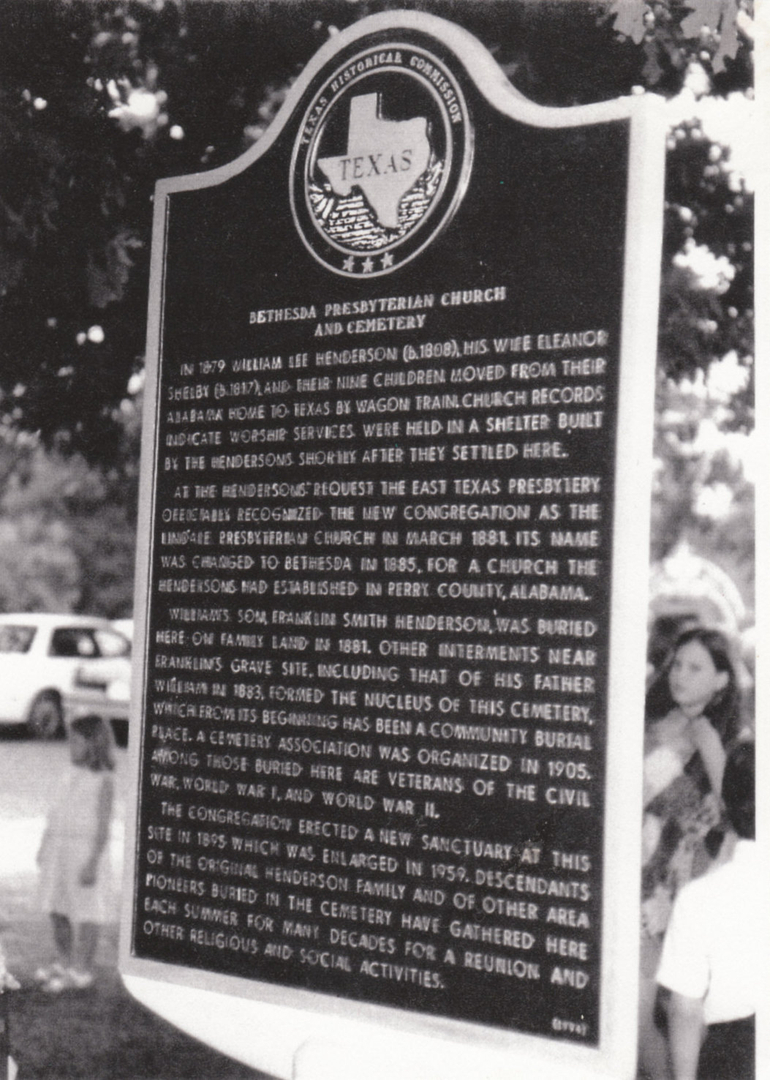 TEXAS HISTORICAL COMMISSION
TEXAS
BETHESDA PRESBYTERIAN CHURCH
AND CEMETERY
IN 1879 WILLIAM LEE HENDERSON (b.1808), HIS WIFE ELEANOR
SHELBY (b.1817), AND THEIR NINE CHILDREN MOVED FROM THEIR
ALABAMA HOME TO TEXAS BY WAGON TRAIN. CHURCH RECORDS
INDICATE WORSHIP SERVICES WERE HELD IN A SHELTER BUILT
BY THE HENDERSONS SHORTLY AFTER THEY SETTLED HERE.
AT THE HENDERSONS' REQUEST THE EAST TEXAS PRESBYTERY
OFFICIALLY RECOGNIZED THE NEW CONGREGATION AS THE
LINDALE PRESBYTERIAN CHURCH IN MARCH 1881. ITS NAME
WAS CHANGED TO BETHESDA IN 1885, FOR A CHURCH THE
HENDERSONS HAD ESTABLISHED IN PERRY COUNTY, ALABAMA.
WILLIAM'S SON, FRANKLIN SMITH HENDERSON, WAS BURIED
HERE ON FAMILY LAND IN 1881. OTHER INTERMENTS NEAR
FRANKLIN'S GRAVE SITE, INCLUDING THAT OF HIS FATHER
WILLIAM IN 1883, FORMED THE NUCLEUS OF THIS CEMETERY,
WHICH FROM ITS BEGINNING HAS BEEN A COMMUNITY BURIAL
PLACE. A CEMETERY ASSOCIATION WAS ORGANIZED IN 1905.
AMONG THOSE BURIED HERE ARE VETERANS OF THE CIVIL
WAR, WORLD WAR I, AND WORLD WAR II.
THE CONGREGATION ERECTED A NEW SANCTUARY AT THIS
SITE IN 1895 WHICH WAS ENLARGED IN 1959. DESCENDANTS
OF THE ORIGINAL HENDERSON FAMILY AND OF OTHER AREA
PIONEERS BURIED IN THE CEMETERY HAVE GATHERED HERE
EACH SUMMER FOR MANY DECADES FOR A REUNION AND
OTHER RELIGIOUS AND SOCIAL ACTIVITIES.